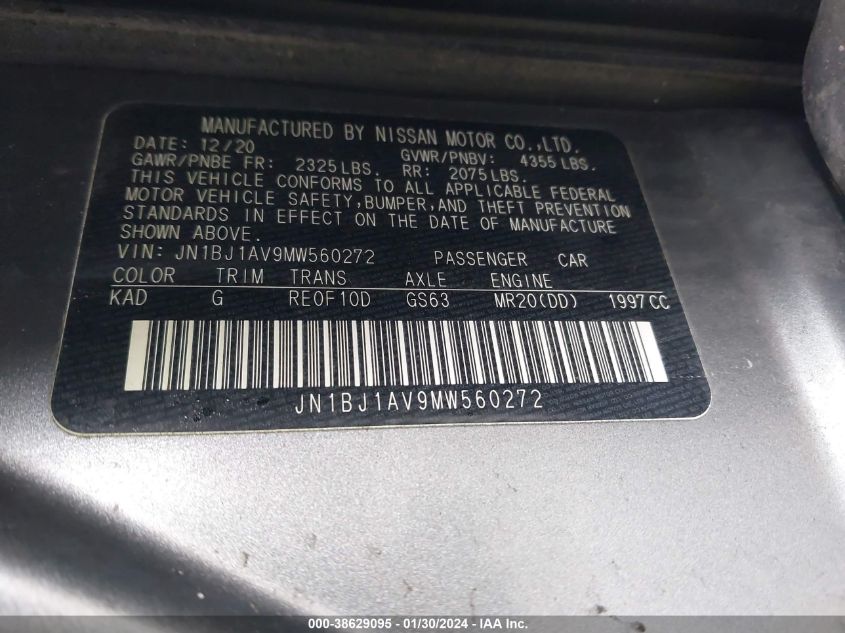 MANUFACTURED BY NISSAN MOTOR CO.,LTD.
DATE: 12/20 GVWR/PNBV: 4355 LBS.
GAWR/PNBE FR: 2325 LBS. RR: 2075 LBS.
THIS VEHICLE CONFORMS TO ALL APPLICABLE FEDERAL
MOTOR VEHICLE SAFETY,BUMPER,AND THEFT PREVENTION
STANDARDS IN EFFECT ON THE DATE OF MANUFACTURE
SHOWN ABOVE.
VIN: JN1BJ1AV9MW560272 PASSENGER CAR
COLOR TRIM TRANS AXLE ENGINE
KAD G RE0F10D GS63 MR20(DD) 1997CC
JN1BJ1AV9MW560272
000-38629095 - 01/30/2024 - IAA Inc.